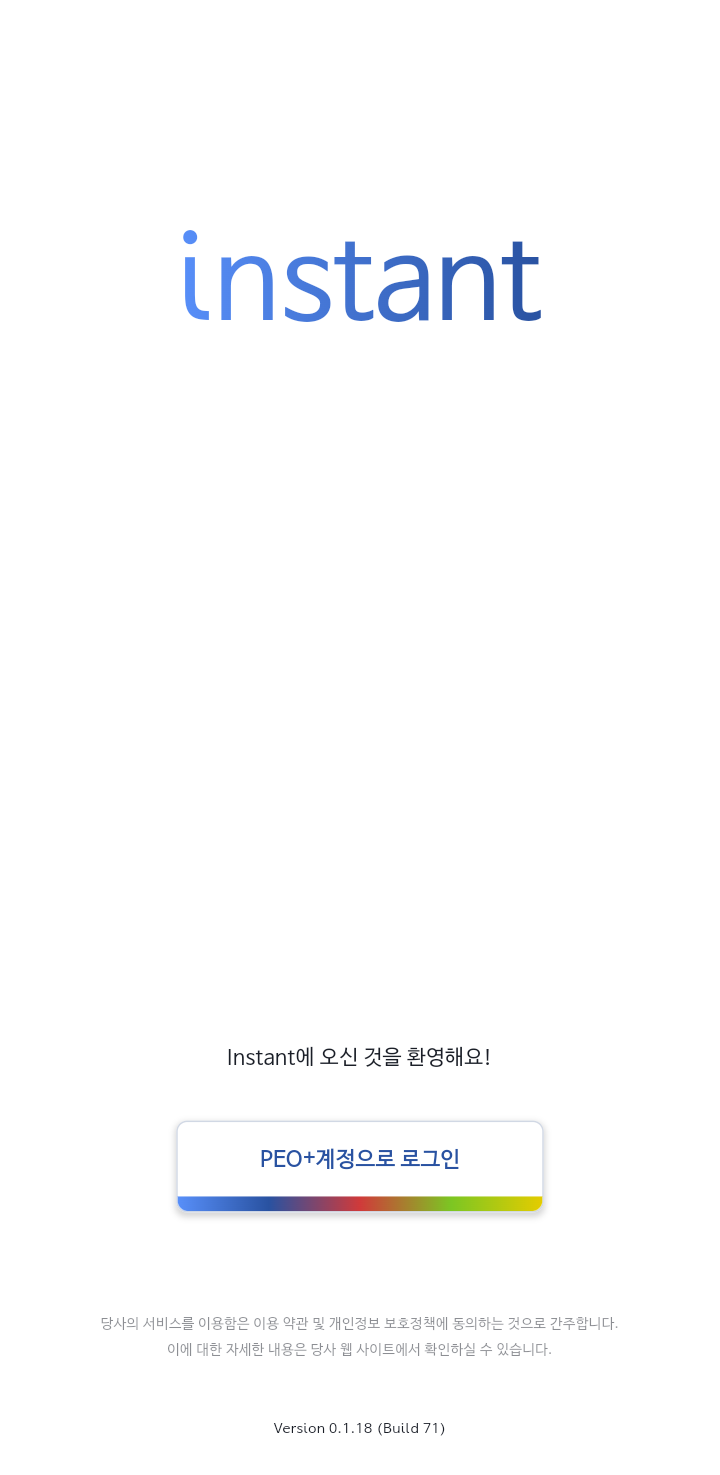 instant
Instant에 오신 것을 환영해요!
PEO+계정으로 로그인
당사의 서비스를 이용함은 이용 약관 및 개인정보 보호정책에 동의하는 것으로 간주합니다.
이에 대한 자세한 내용은 당사 웹 사이트에서 확인하실 수 있습니다.
Version 0.1.18 (Build 71)